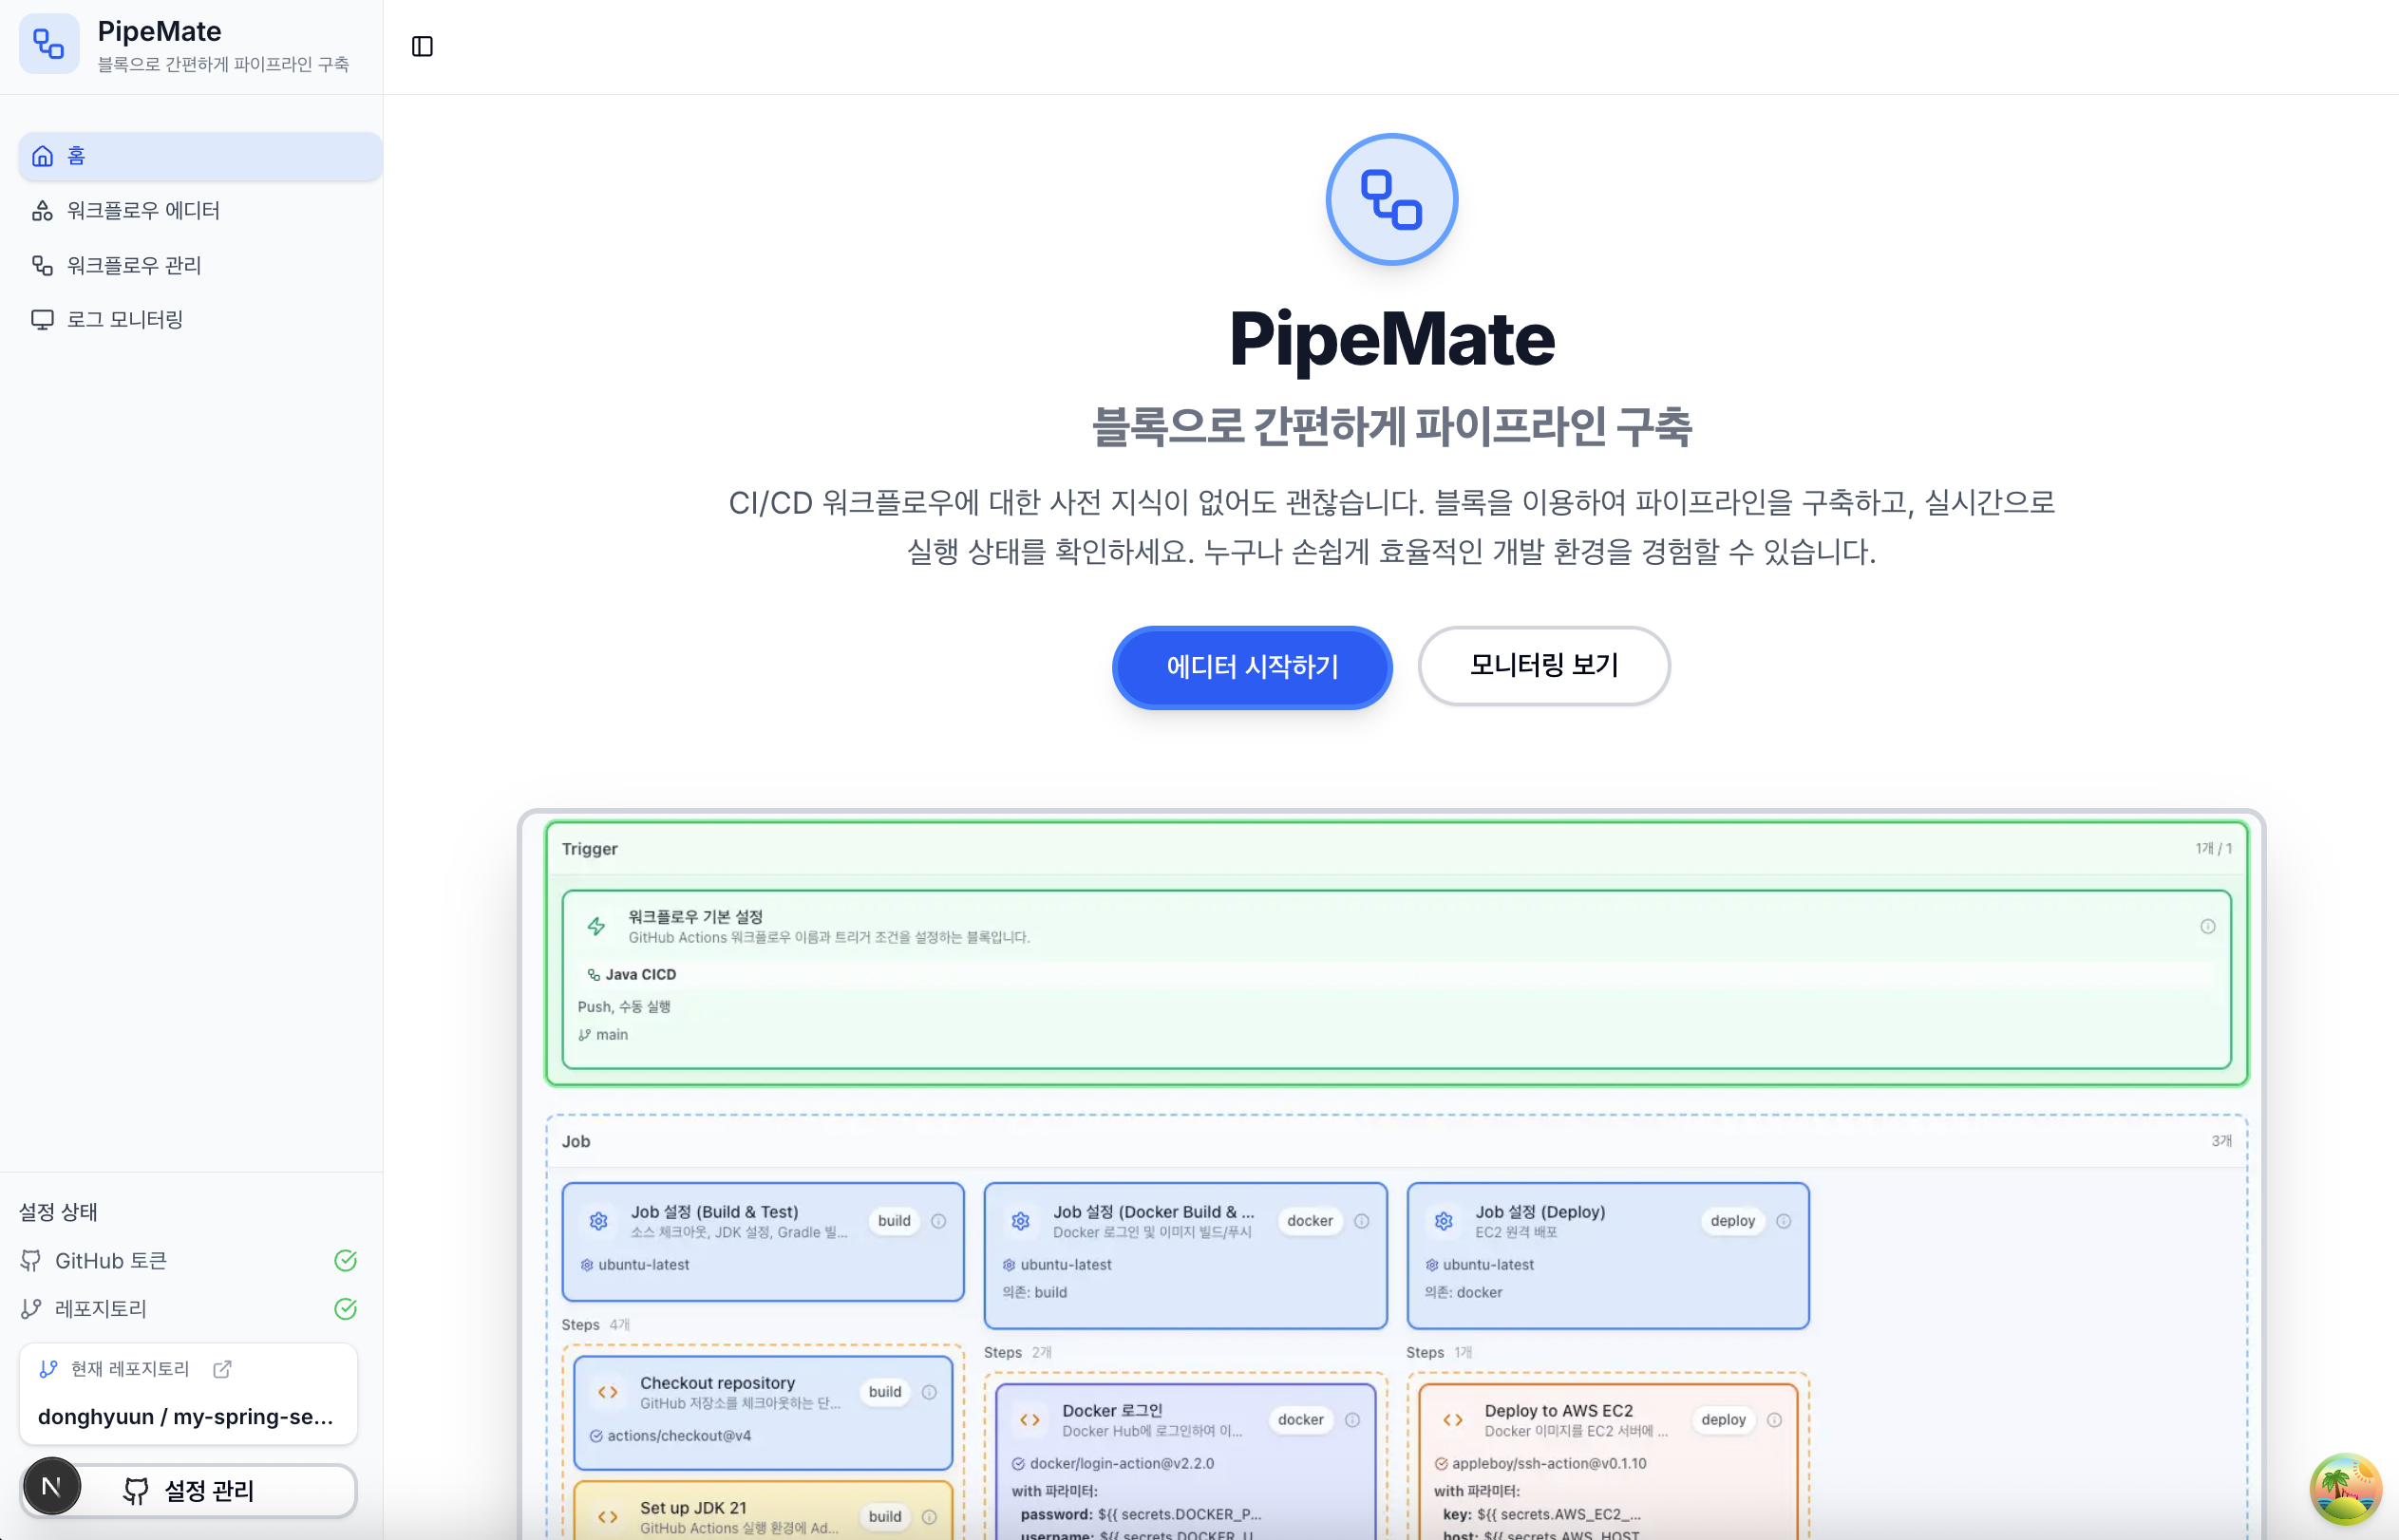 PipeMate
블록으로 간편하게 파이프라인 구축
홈
워크플로우 에디터
워크플로우 관리
로그 모니터링
설정 상태
GitHub 토큰
레포지토리
현재 레포지토리
donghyuun / my-spring-se...
N
설정 관리
PipeMate
블록으로 간편하게 파이프라인 구축
CI/CD 워크플로우에 대한 사전 지식이 없어도 괜찮습니다. 블록을 이용하여 파이프라인을 구축하고, 실시간으로
실행 상태를 확인하세요. 누구나 손쉽게 효율적인 개발 환경을 경험할 수 있습니다.
에디터 시작하기
모니터링 보기
Trigger
1개 / 1
워크플로우 기본 설정
GitHub Actions 워크플로우 이름과 트리거 조건을 설정하는 블록입니다.
Java CICD
Push, 수동 실행
main
Job
3개
Job 설정 (Build & Test)
소스 체크아웃, JDK 설정, Gradle 빌...
build
ubuntu-latest
Steps 4개
Checkout repository
GitHub 저장소를 체크아웃하는 단...
build
actions/checkout@v4
Set up JDK 21
GitHub Actions 실행 환경에 Ad...
build
Job 설정 (Docker Build & ...
Docker 로그인 및 이미지 빌드/푸시
docker
ubuntu-latest
의존: build
Steps 2개
Docker 로그인
Docker Hub에 로그인하여 이...
docker
docker/login-action@v2.2.0
with 파라미터:
password: ${{ secrets.DOCKER_P...
username: ${{ secrets.DOCKER_U...
Job 설정 (Deploy)
EC2 원격 배포
deploy
ubuntu-latest
의존: docker
Steps 1개
Deploy to AWS EC2
Docker 이미지를 EC2 서버에 ...
deploy
appleboy/ssh-action@v0.1.10
with 파라미터:
key: ${{ secrets.AWS_EC2_...
host: ${{ secrets.AWS_HOST